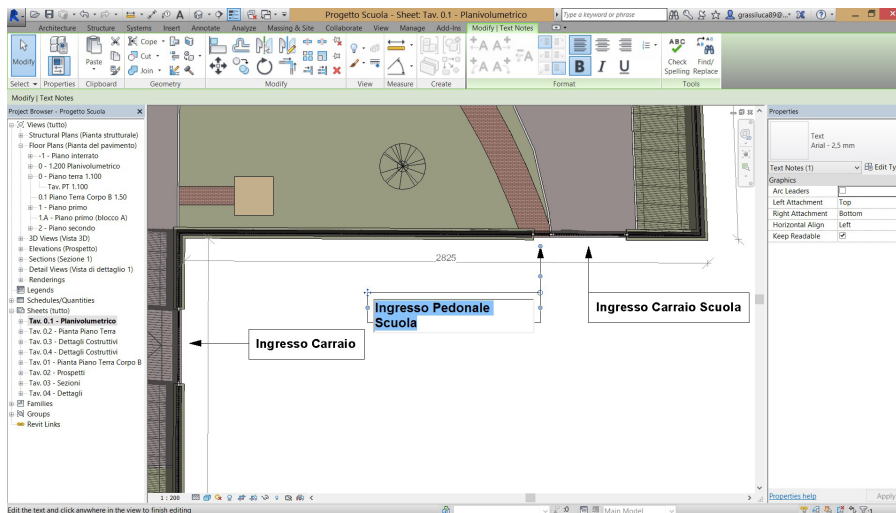 Progetto Scuola - Sheet: Tav. 0.1 - Planivolumetrico
Type a keyword or phrase
grassiluca89@...
Architecture Structure Systems Insert Annotate Analyze Massing & Site Collaborate View Manage Add-Ins Modify | Text Notes
Modify
Paste
Cope
Cut
Join
B I U
ABC
Check Spelling
Find/ Replace
Select Properties Clipboard Geometry Modify View Measure Create Format Tools
Modify | Text Notes
Project Browser - Progetto Scuola
Views (tutto)
Structural Plans (Pianta strutturale)
Floor Plans (Pianta del pavimento)
-1 - Piano interrato
0 - 1.200 Planivolumetrico
0 - Piano terra 1.100
Tav. PT 1.100
0.1 Piano Terra Corpo B 1.50
1 - Piano primo
1.A - Piano primo (blocco A)
2 - Piano secondo
3D Views (Vista 3D)
Elevations (Prospetto)
Sections (Sezione 1)
Detail Views (Vista di dettaglio 1)
Renderings
Legends
Schedules/Quantities
Sheets (tutto)
Tav. 0.1 - Planivolumetrico
Tav. 0.2 - Pianta Piano Terra
Tav. 0.3 - Dettagli Costruttivi
Tav. 0.4 - Dettagli Costruttivi
Tav. 01 - Pianta Piano Terra Corpo B
Tav. 02 - Prospetti
Tav. 03 - Sezioni
Tav. 04 - Dettagli
Families
Groups
Revit Links
2825
Ingresso Pedonale
Scuola
Ingresso Carraio Scuola
Ingresso Carraio
Properties
Text
Arial - 2,5 mm
Text Notes (1)
Edit Ty
Graphics
Arc Leaders
Left Attachment Top
Right Attachment Bottom
Horizontal Align Left
Keep Readable
Properties help
Apply
1 : 200
Edit the text and click anywhere in the view to finish editing
:0
Main Model
:1